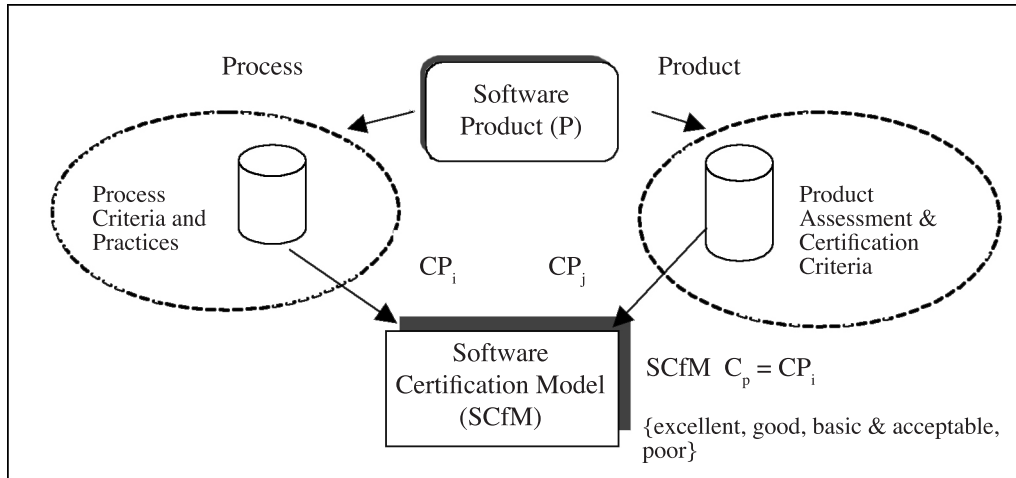 Process
Product
Software
Product (P)
Process
Criteria and
Practices
Product
Assessment &
Certification
Criteria
CPᵢ
CPⱼ
Software
Certification Model
(SCfM)
SCfM Cₚ = CPᵢ
{excellent, good, basic & acceptable,
poor}